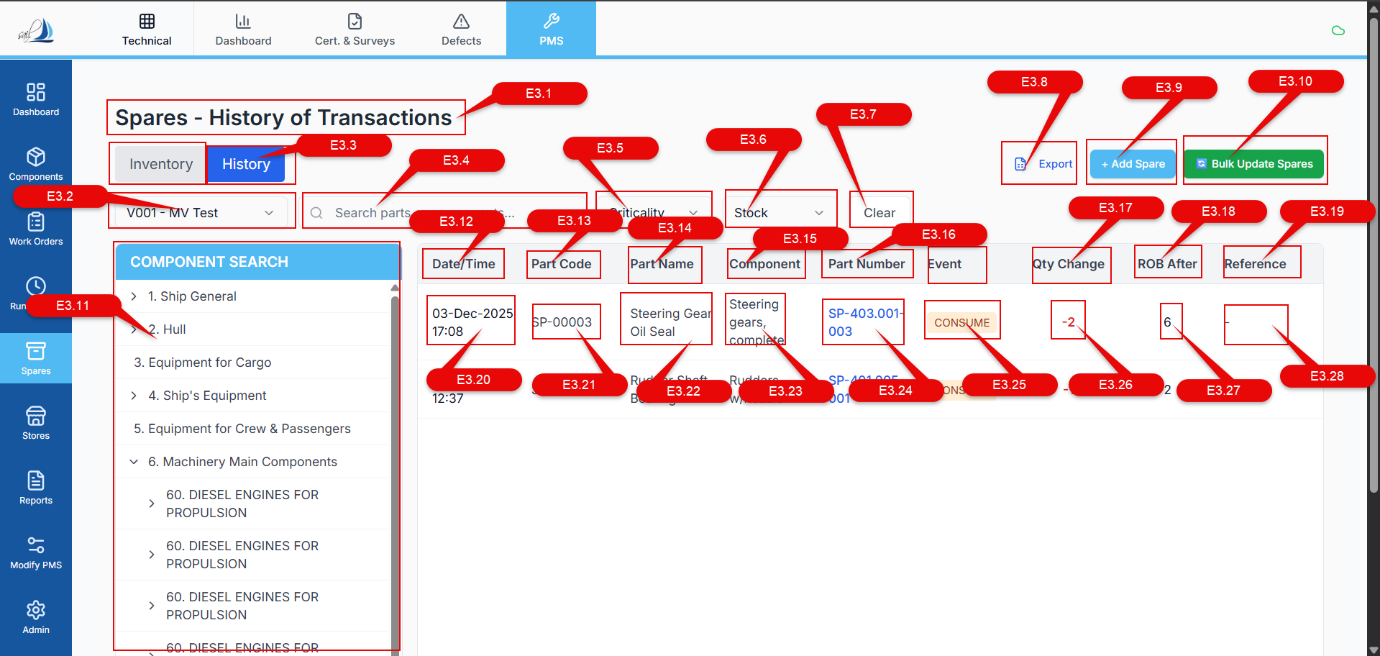 Technical
Dashboard
Cert. & Surveys
Defects
PMS
Dashboard
Components
Work Orders
Spares
Stores
Reports
Modify PMS
Admin
E3.1
E3.8
E3.9
E3.10
Spares - History of Transactions
E3.7
E3.3
E3.4
E3.5
E3.6
Inventory
History
Export
+ Add Spare
Bulk Update Spares
E3.2
V001 - MV Test
Search parts
Criticality
Stock
Clear
E3.12
E3.13
E3.14
E3.15
E3.16
E3.17
E3.18
E3.19
COMPONENT SEARCH
Date/Time
Part Code
Part Name
Component
Part Number
Event
Qty Change
ROB After
Reference
E3.11
1. Ship General
2. Hull
3. Equipment for Cargo
4. Ship's Equipment
5. Equipment for Crew & Passengers
6. Machinery Main Components
60. DIESEL ENGINES FOR
PROPULSION
60. DIESEL ENGINES FOR
PROPULSION
60. DIESEL ENGINES FOR
PROPULSION
60. DIESEL ENGINES FOR
03-Dec-2025
17:08
SP-00003
Steering Gear
Oil Seal
Steering
gears,
complete
SP-403.001-
003
CONSUME
-2
6
-
E3.20
E3.21
E3.22
E3.23
E3.24
E3.25
E3.26
E3.27
E3.28
12:37